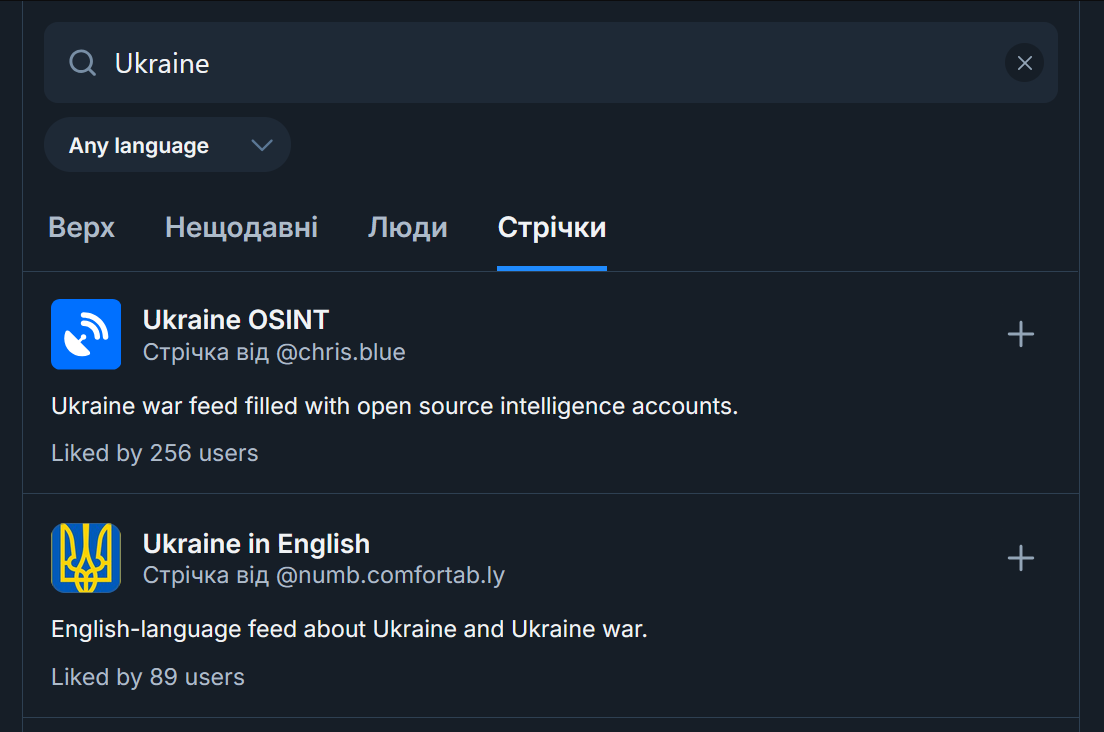 Ukraine
Any language
Верх Нещодавні Люди Стрічки
Ukraine OSINT
Стрічка від @chris.blue
Ukraine war feed filled with open source intelligence accounts.
Liked by 256 users
Ukraine in English
Стрічка від @numb.comfortab.ly
English-language feed about Ukraine and Ukraine war.
Liked by 89 users